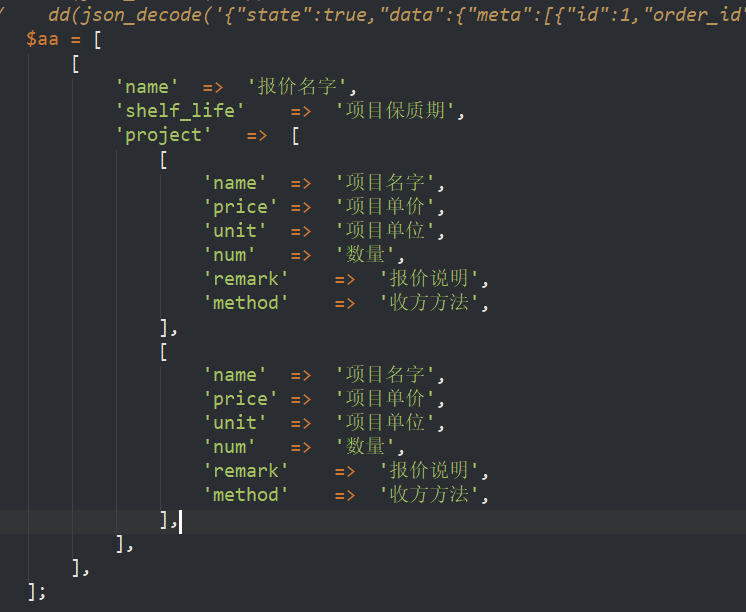 /    dd(json_decode('{"state":true,"data":{"meta":[{"id":1,"order_id"
$aa = [
[
'name'  =>  '报价名字',
'shelf_life'    =>  '项目保质期',
'project'   =>  [
[
'name'  =>  '项目名字',
'price' =>  '项目单价',
'unit'  =>  '项目单位',
'num'   =>  '数量',
'remark'    =>  '报价说明',
'method'    =>  '收方方法',
],
[
'name'  =>  '项目名字',
'price' =>  '项目单价',
'unit'  =>  '项目单位',
'num'   =>  '数量',
'remark'    =>  '报价说明',
'method'    =>  '收方方法',
],
],
],
];